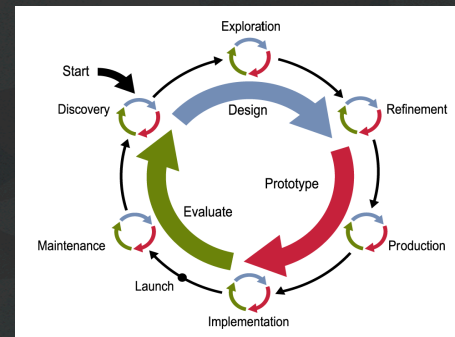 Exploration
Start
Discovery
Design
Refinement
Prototype
Evaluate
Maintenance
Production
Launch
Implementation